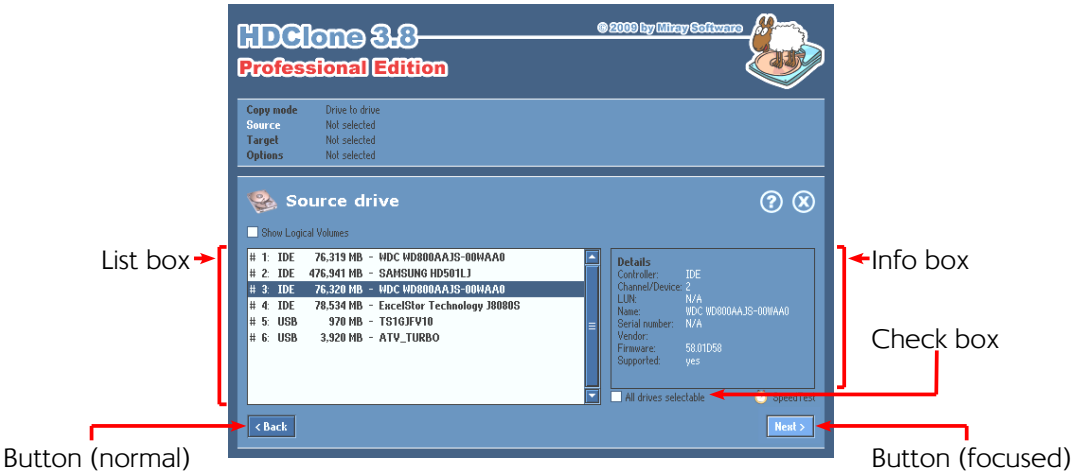 HDClone 3.8
© 2009 by Miray Software
Professional Edition
Copy mode Drive to drive
Source Not selected
Target Not selected
Options Not selected
Source drive
? X
Show Logical Volumes
List box
# 1: IDE 76,319 MB - WDC WD800AAJS-00WAA0
# 2: IDE 476,941 MB - SAMSUNG HD501LJ
# 3: IDE 76,320 MB - WDC WD800AAJS-00WAA0
# 4: IDE 78,534 MB - ExcelStor Technology J8080S
# 5: USB 970 MB - TS1GJFV10
# 6: USB 3,920 MB - ATV_TURBO
Details
Controller: IDE
Channel/Device: 2
LUN: N/A
Name: WDC WD800AAJS-00WAA0
Serial number: N/A
Vendor:
Firmware: 58.01D58
Supported: yes
Info box
Check box
All drives selectable
SpeedTest
< Back
Next >
Button (normal)
Button (focused)